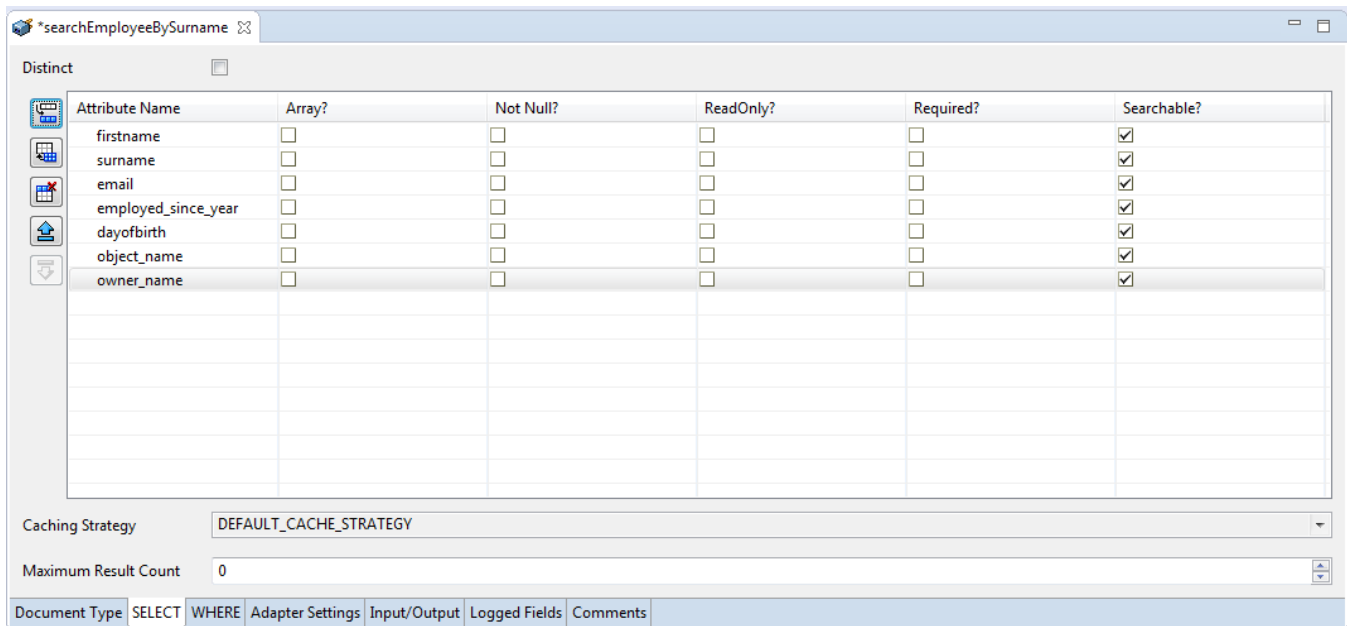 *searchEmployeeBySurname
Distinct
Attribute Name Array? Not Null? ReadOnly? Required? Searchable?
firstname
surname
email
employed_since_year
dayofbirth
object_name
owner_name
Caching Strategy DEFAULT_CACHE_STRATEGY
Maximum Result Count 0
Document Type SELECT WHERE Adapter Settings Input/Output Logged Fields Comments